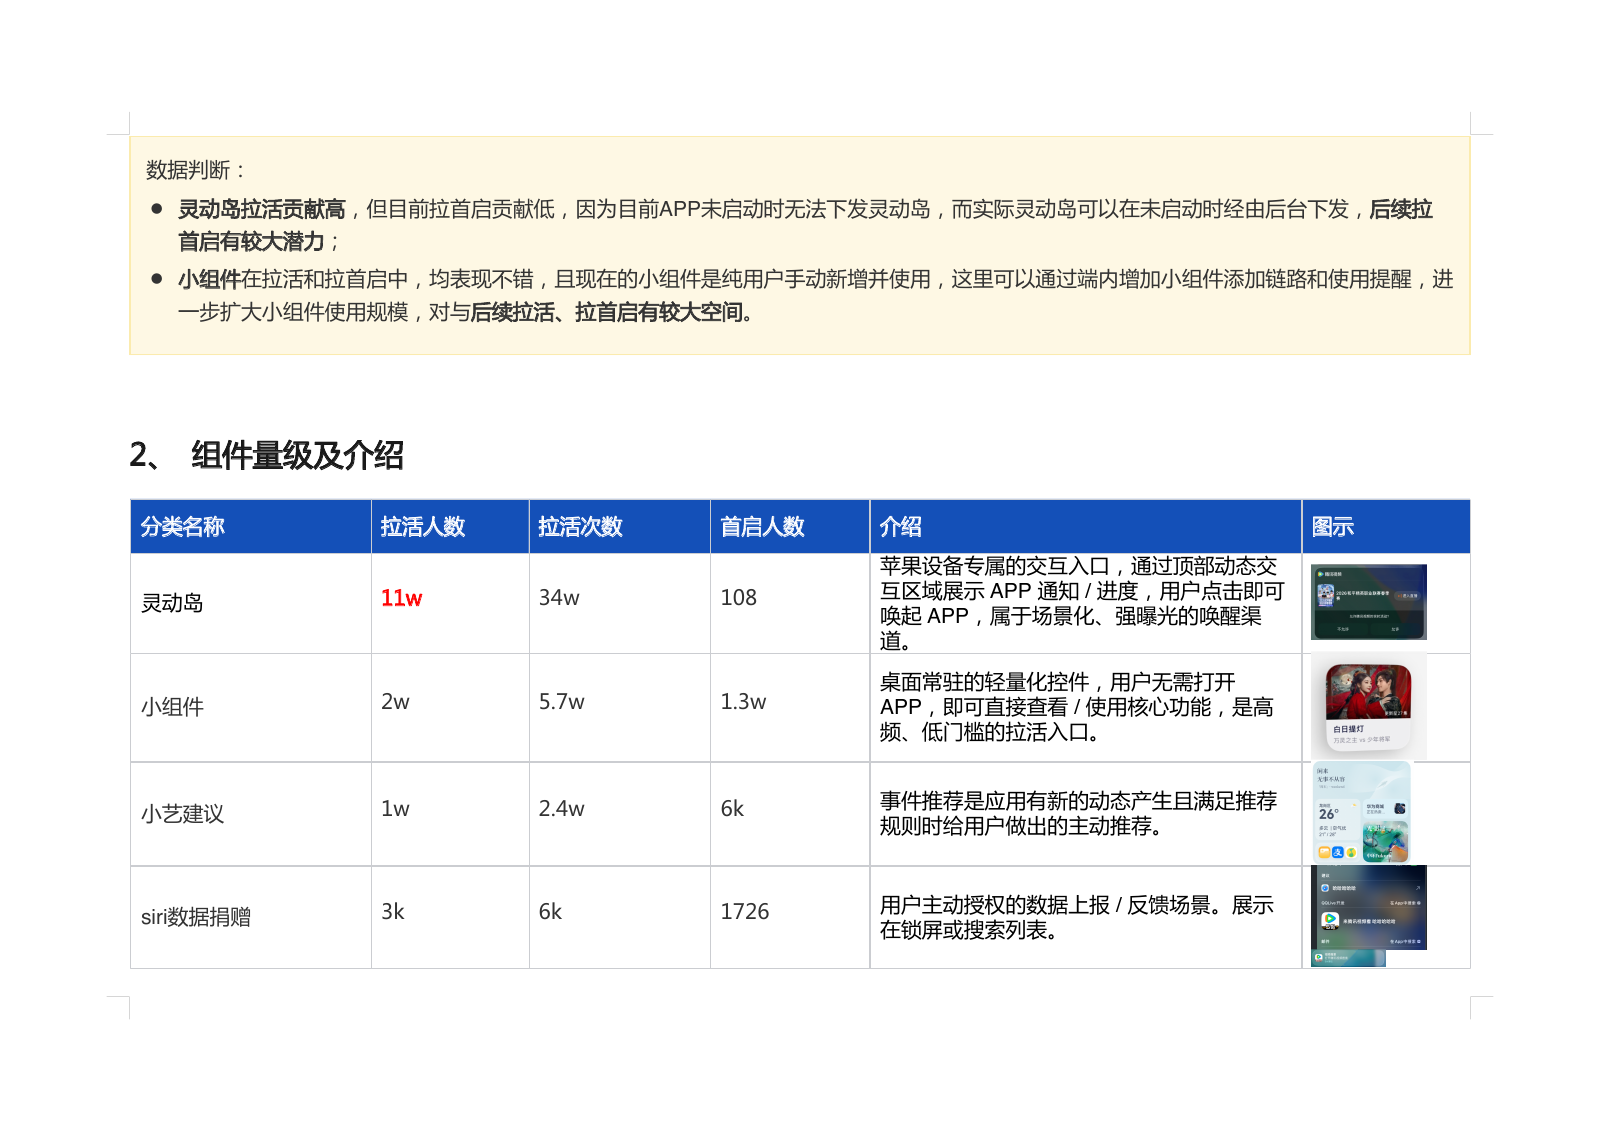 数据判断：
● 灵动岛拉活贡献高，但目前拉首启贡献低，因为目前APP未启动时无法下发灵动岛，而实际灵动岛可以在未启动时经由后台下发，后续拉
首启有较大潜力；
● 小组件在拉活和拉首启中，均表现不错，且现在的小组件是纯用户手动新增并使用，这里可以通过端内增加小组件添加链路和使用提醒，进
一步扩大小组件使用规模，对与后续拉活、拉首启有较大空间。
2、 组件量级及介绍
分类名称 拉活人数 拉活次数 首启人数 介绍 图示
灵动岛 11w 34w 108
苹果设备专属的交互入口，通过顶部动态交
互区域展示 APP 通知 / 进度，用户点击即可
唤起 APP，属于场景化、强曝光的唤醒渠
道。
小组件 2w 5.7w 1.3w
桌面常驻的轻量化控件，用户无需打开
APP，即可直接查看 / 使用核心功能，是高
频、低门槛的拉活入口。
白日提灯
小艺建议 1w 2.4w 6k
事件推荐是应用有新的动态产生且满足推荐
规则时给用户做出的主动推荐。
26°
siri数据捐赠 3k 6k 1726
用户主动授权的数据上报 / 反馈场景。展示
在锁屏或搜索列表。